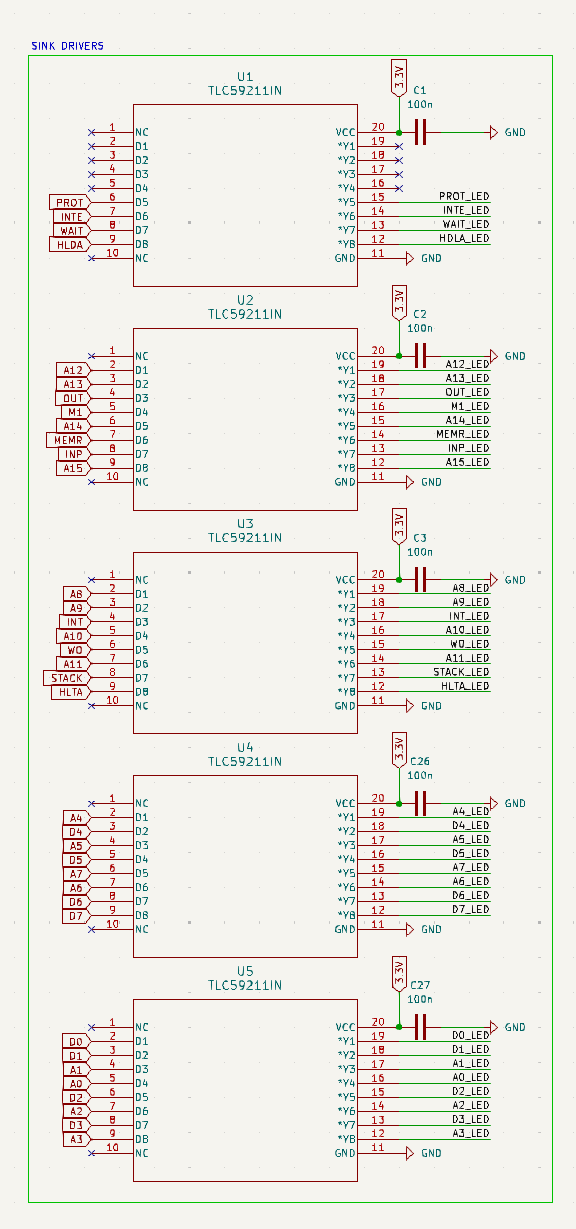 SINK DRIVERS
U1
TLC59211IN
3.3V
C1
100n
1 NC VCC 20 GND
2 D1 *Y1 19
3 D2 *Y2 18
4 D3 *Y3 17
5 D4 *Y4 16
PROT 6 D5 *Y5 15 PROT_LED
INTE 7 D6 *Y6 14 INTE_LED
WAIT 8 D7 *Y7 13 WAIT_LED
HLDA 9 D8 *Y8 12 HDLA_LED
10 NC GND 11 GND
U2
TLC59211IN
3.3V
C2
100n
1 NC VCC 20 GND
A12 2 D1 *Y1 19 A12_LED
A13 3 D2 *Y2 18 A13_LED
OUT 4 D3 *Y3 17 OUT_LED
M1 5 D4 *Y4 16 M1_LED
A14 6 D5 *Y5 15 A14_LED
MEMR 7 D6 *Y6 14 MEMR_LED
INP 8 D7 *Y7 13 INP_LED
A15 9 D8 *Y8 12 A15_LED
10 NC GND 11 GND
U3
TLC59211IN
3.3V
C3
100n
1 NC VCC 20 GND
A8 2 D1 *Y1 19 A8_LED
A9 3 D2 *Y2 18 A9_LED
INT 4 D3 *Y3 17 INT_LED
A10 5 D4 *Y4 16 A10_LED
WO 6 D5 *Y5 15 WO_LED
A11 7 D6 *Y6 14 A11_LED
STACK 8 D7 *Y7 13 STACK_LED
HLTA 9 D8 *Y8 12 HLTA_LED
10 NC GND 11 GND
U4
TLC59211IN
3.3V
C26
100n
1 NC VCC 20 GND
A4 2 D1 *Y1 19 A4_LED
D4 3 D2 *Y2 18 D4_LED
A5 4 D3 *Y3 17 A5_LED
D5 5 D4 *Y4 16 D5_LED
A7 6 D5 *Y5 15 A7_LED
A6 7 D6 *Y6 14 A6_LED
D6 8 D7 *Y7 13 D6_LED
D7 9 D8 *Y8 12 D7_LED
10 NC GND 11 GND
U5
TLC59211IN
3.3V
C27
100n
1 NC VCC 20 GND
D0 2 D1 *Y1 19 D0_LED
D1 3 D2 *Y2 18 D1_LED
A1 4 D3 *Y3 17 A1_LED
A0 5 D4 *Y4 16 A0_LED
D2 6 D5 *Y5 15 D2_LED
A2 7 D6 *Y6 14 A2_LED
D3 8 D7 *Y7 13 D3_LED
A3 9 D8 *Y8 12 A3_LED
10 NC GND 11 GND